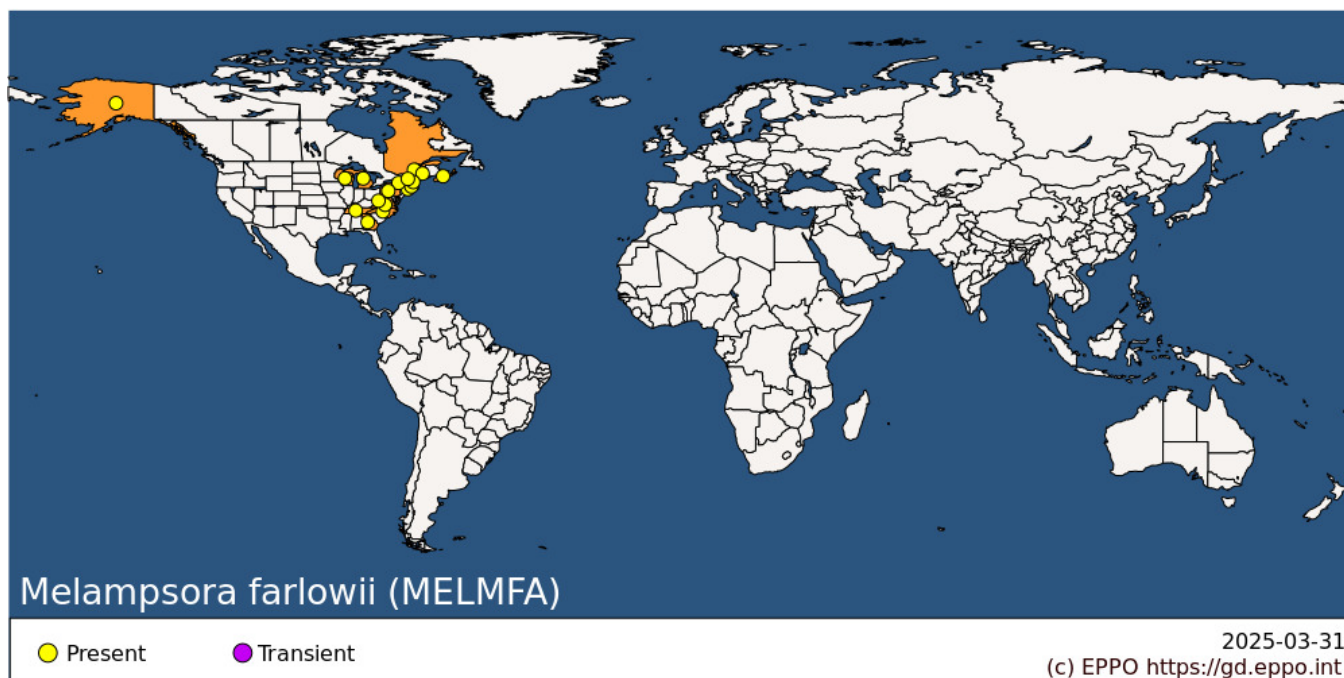 Melampsora farlowii (MELMFA)
Present
Transient
2025-03-31
(c) EPPO https://gd.eppo.int